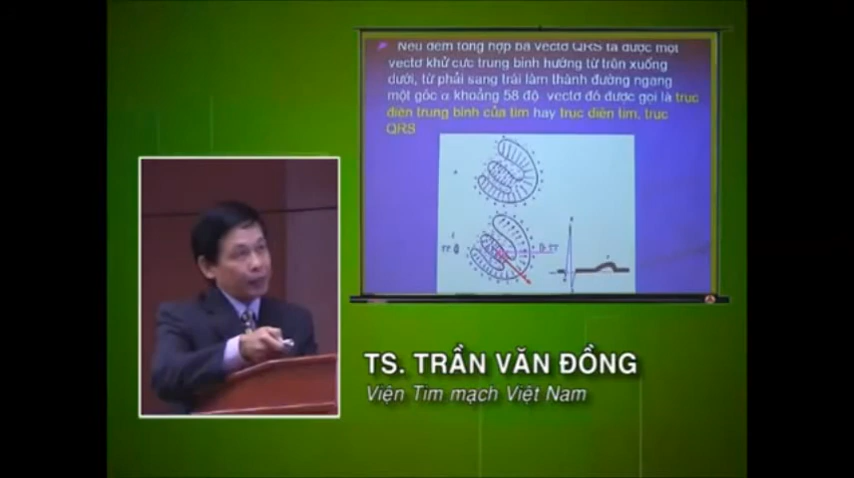 Nếu đem tổng hợp ba vectơ QRS ta được một
vectơ khử cực trung bình hướng từ trên xuống
dưới, từ phải sang trái làm thành đường ngang
một góc α khoảng 58 độ vectơ đó được gọi là trục
điện trung bình của tim hay trục điện tim, trục
QRS
TS. TRẦN VĂN ĐỒNG
Viện Tim mạch Việt Nam